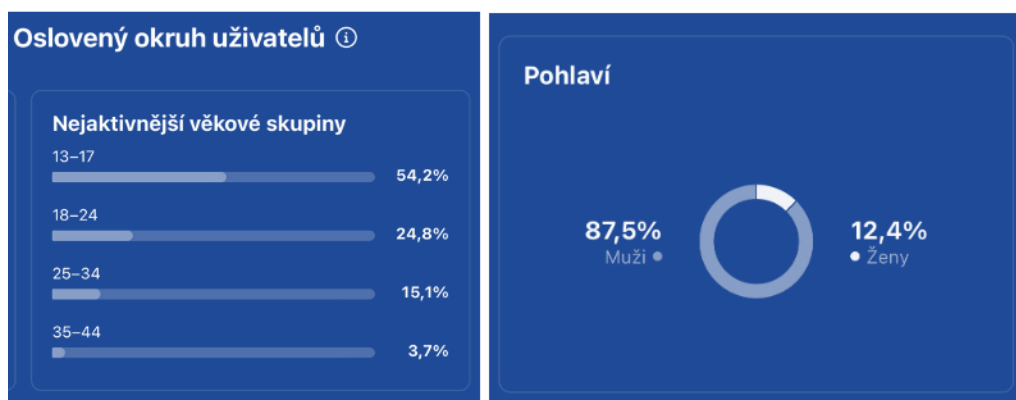 Oslovený okruh uživatelů
Nejaktivnější věkové skupiny
13–17
54,2%
18–24
24,8%
25–34
15,1%
35–44
3,7%
Pohlaví
87,5%
Muži
12,4%
Ženy